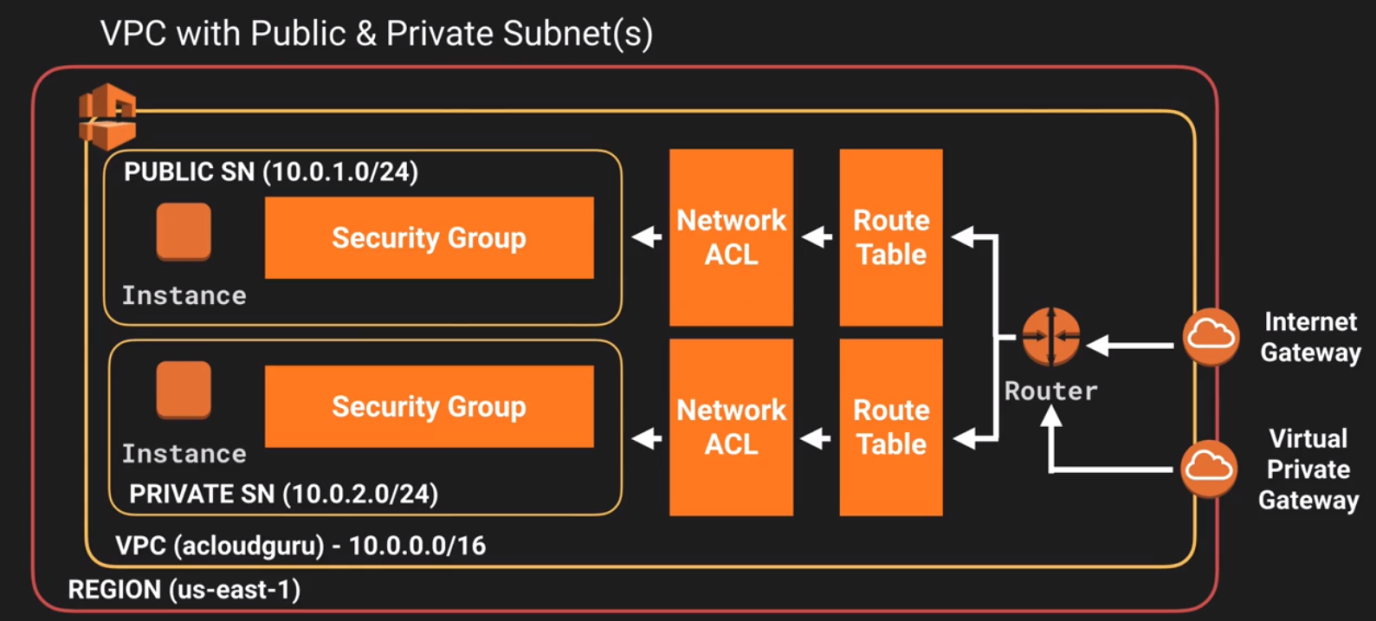 VPC with Public & Private Subnet(s)
PUBLIC SN (10.0.1.0/24)
Security Group
Instance
Network
ACL
Route
Table
Internet
Gateway
Router
Security Group
Instance
PRIVATE SN (10.0.2.0/24)
Network
ACL
Route
Table
Virtual
Private
Gateway
VPC (acloudguru) - 10.0.0.0/16
REGION (us-east-1)